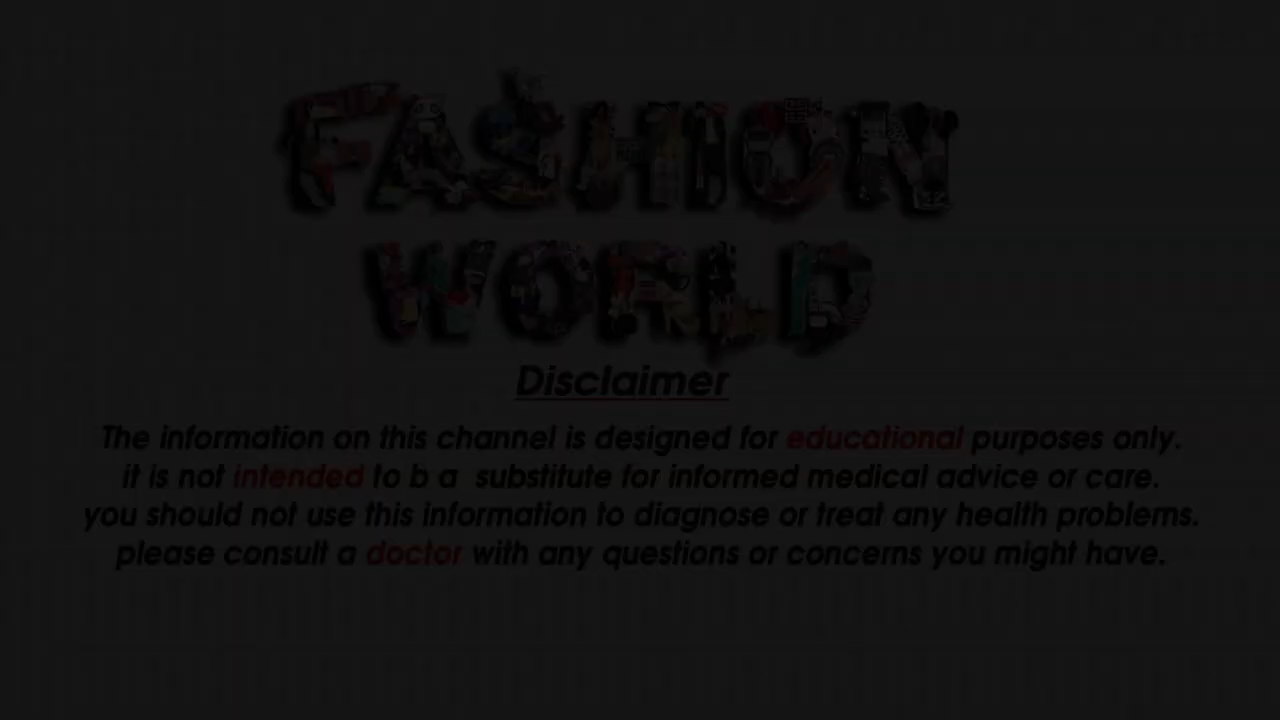 FASHION
WORLD
Disclaimer
The information on this channel is designed for educational purposes only.
it is not intended to b a substitute for informed medical advice or care.
you should not use this information to diagnose or treat any health problems.
please consult a doctor with any questions or concerns you might have.